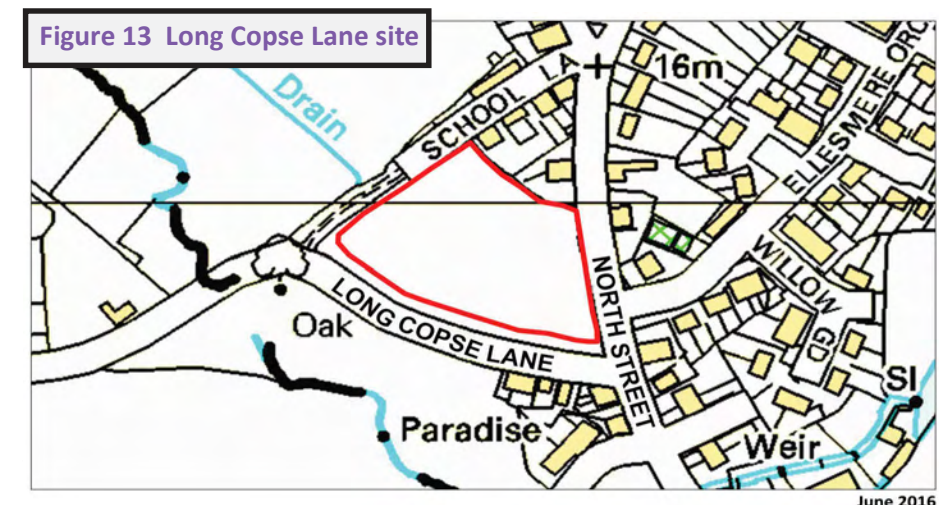 Figure 13 Long Copse Lane site
Drain
SCHOOL LA
16m
ELLESMERE ORC
WILLOW GD
NORTH STREET
LONG COPSE LANE
Oak
Paradise
SI
Weir
June 2016